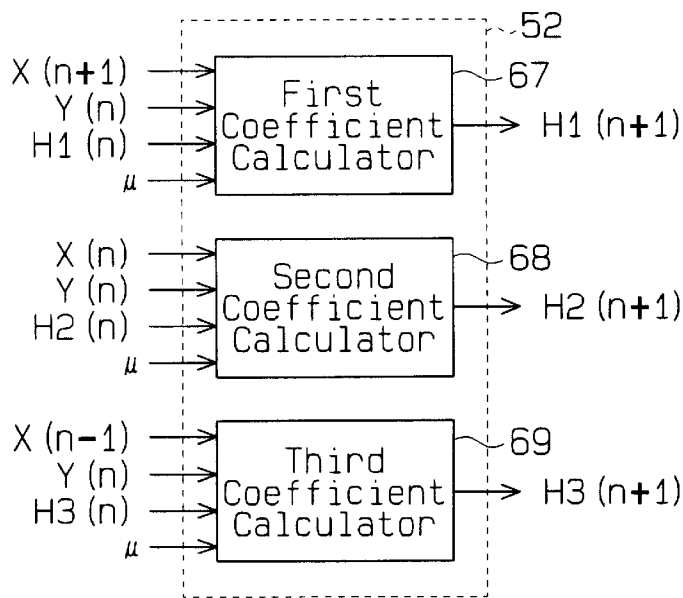 52
X(n+1)
Y(n)
H1(n)
μ
First
Coefficient
Calculator
67
H1(n+1)
X(n)
Y(n)
H2(n)
μ
Second
Coefficient
Calculator
68
H2(n+1)
X(n-1)
Y(n)
H3(n)
μ
Third
Coefficient
Calculator
69
H3(n+1)